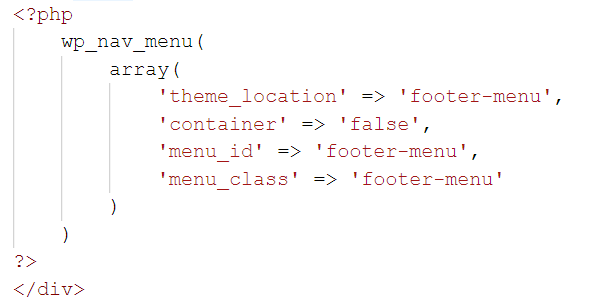 <?php
    wp_nav_menu(
        array(
            'theme_location' => 'footer-menu',
            'container' => 'false',
            'menu_id' => 'footer-menu',
            'menu_class' => 'footer-menu'
        )
    )
?>
</div>